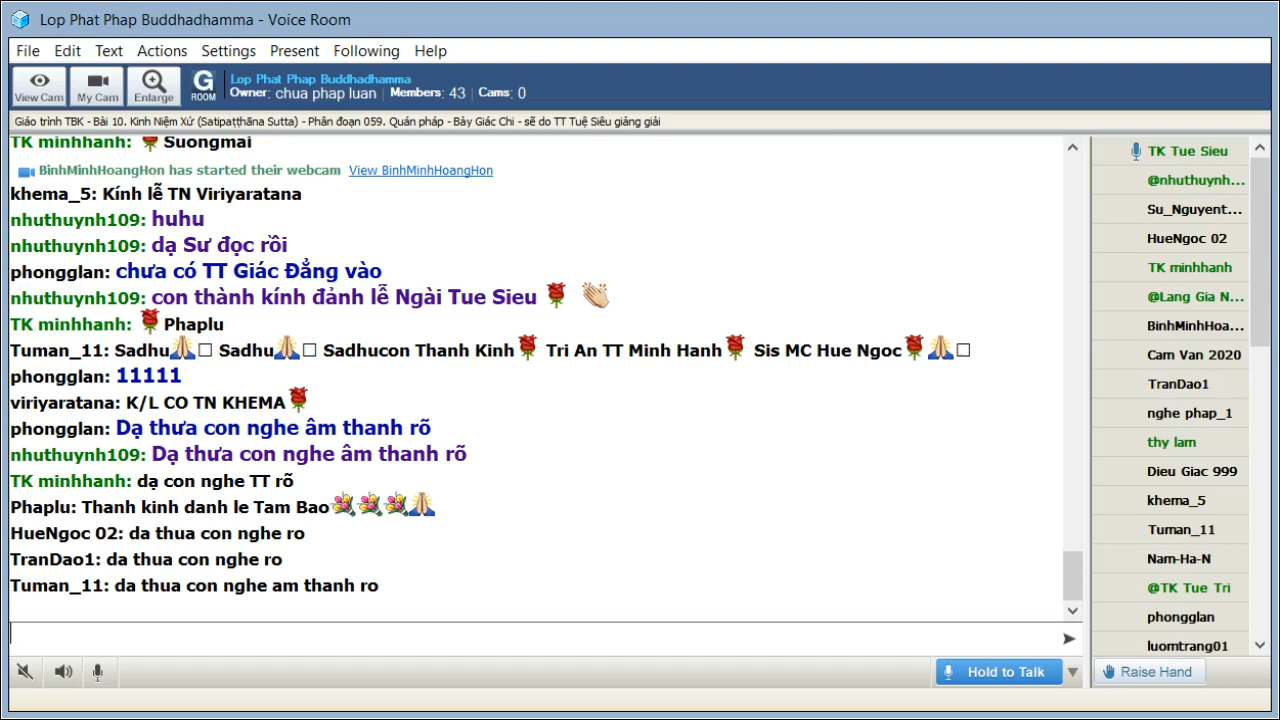 Lop Phat Phap Buddhadhamma - Voice Room
File Edit Text Actions Settings Present Following Help
View Cam My Cam Enlarge G ROOM
Lop Phat Phap Buddhadhamma
Owner: chua phap luan | Members: 43 | Cams: 0
Giáo trình TBK - Bài 10. Kinh Niệm Xứ (Satipaṭṭhāna Sutta) - Phân đoạn 059. Quán pháp - Bảy Giác Chi - sẽ do TT Tuệ Siêu giảng giải
TK minhhanh: Suongmai
BinhMinhHoangHon has started their webcam View BinhMinhHoangHon
khema_5: Kính lễ TN Viriyaratana
nhuthuynh109: huhu
nhuthuynh109: dạ Sư đọc rồi
phongglan: chưa có TT Giác Đẳng vào
nhuthuynh109: con thành kính đảnh lễ Ngài Tue Sieu
TK minhhanh: Phaplu
Tuman_11: Sadhu Sadhu Sadhucon Thanh Kinh Tri An TT Minh Hanh Sis MC Hue Ngoc
phongglan: 11111
viriyaratana: K/L CO TN KHEMA
phongglan: Dạ thưa con nghe âm thanh rõ
nhuthuynh109: Dạ thưa con nghe âm thanh rõ
TK minhhanh: dạ con nghe TT rõ
Phaplu: Thanh kinh danh le Tam Bao
HueNgoc 02: da thua con nghe ro
TranDao1: da thua con nghe ro
Tuman_11: da thua con nghe am thanh ro
Hold to Talk
TK Tue Sieu
@nhuthuynh...
Su_Nguyent...
HueNgoc 02
TK minhhanh
@Lang Gia N...
BinhMinhHoa...
Cam Van 2020
TranDao1
nghe phap_1
thy lam
Dieu Giac 999
khema_5
Tuman_11
Nam-Ha-N
@TK Tue Tri
phongglan
luomtrang01
Raise Hand